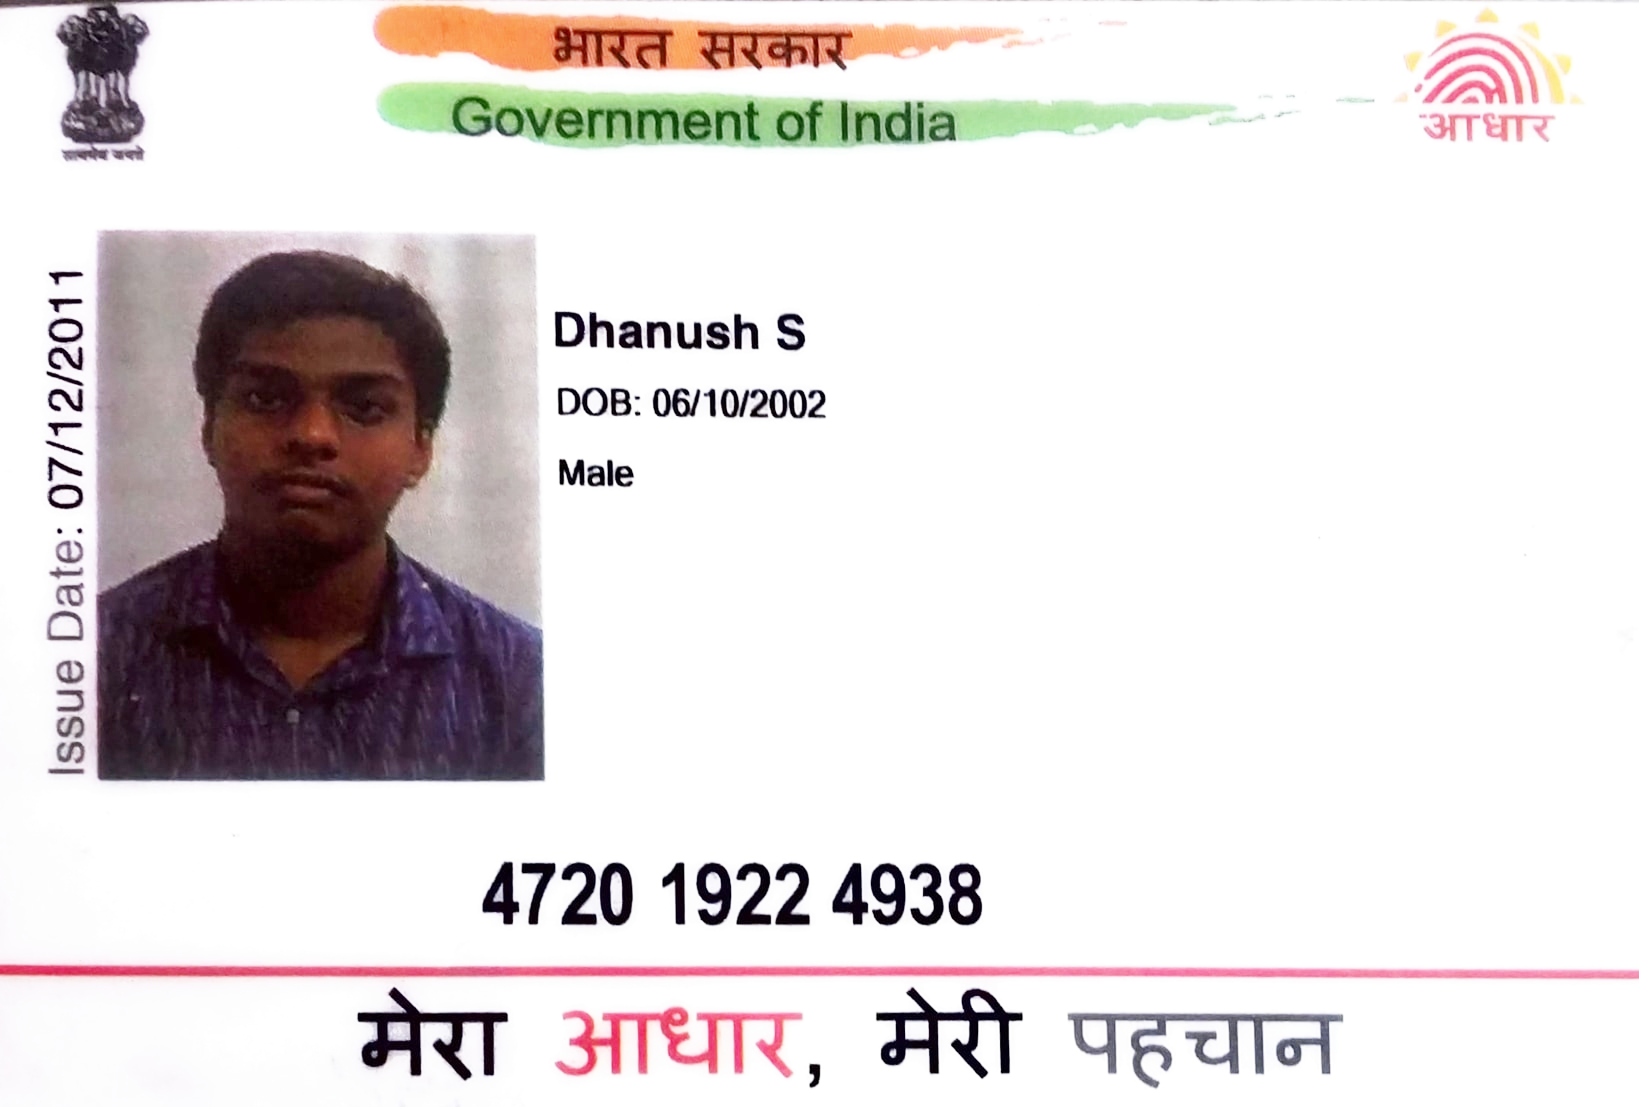 भारत सरकार
Government of India
आधार
सत्यमेव जयते
Issue Date: 07/12/2011
Dhanush S
DOB: 06/10/2002
Male
4720 1922 4938
मेरा आधार, मेरी पहचान